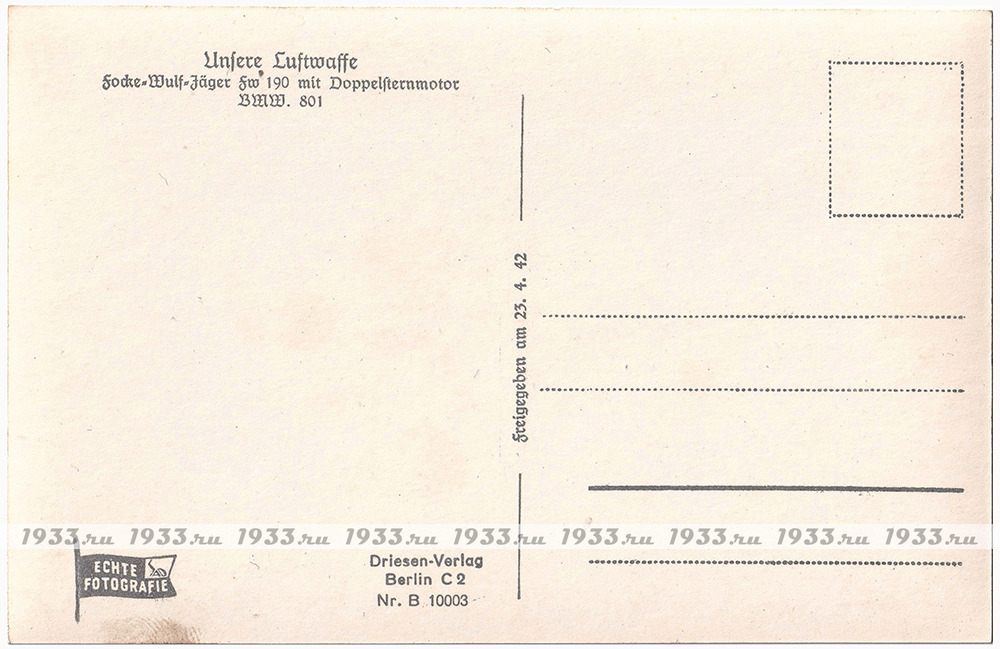 Unsere Luftwaffe
Focke-Wulf-Jäger Fw 190 mit Doppelsternmotor
BMW. 801
Freigegeben am 23. 4. 42
1933.ru 1933.ru 1933.ru 1933.ru 1933.ru 1933.ru 1933.ru 1933.ru 1933.ru
ECHTE
FOTOGRAFIE
Driesen-Verlag
Berlin C 2
Nr. B 10003